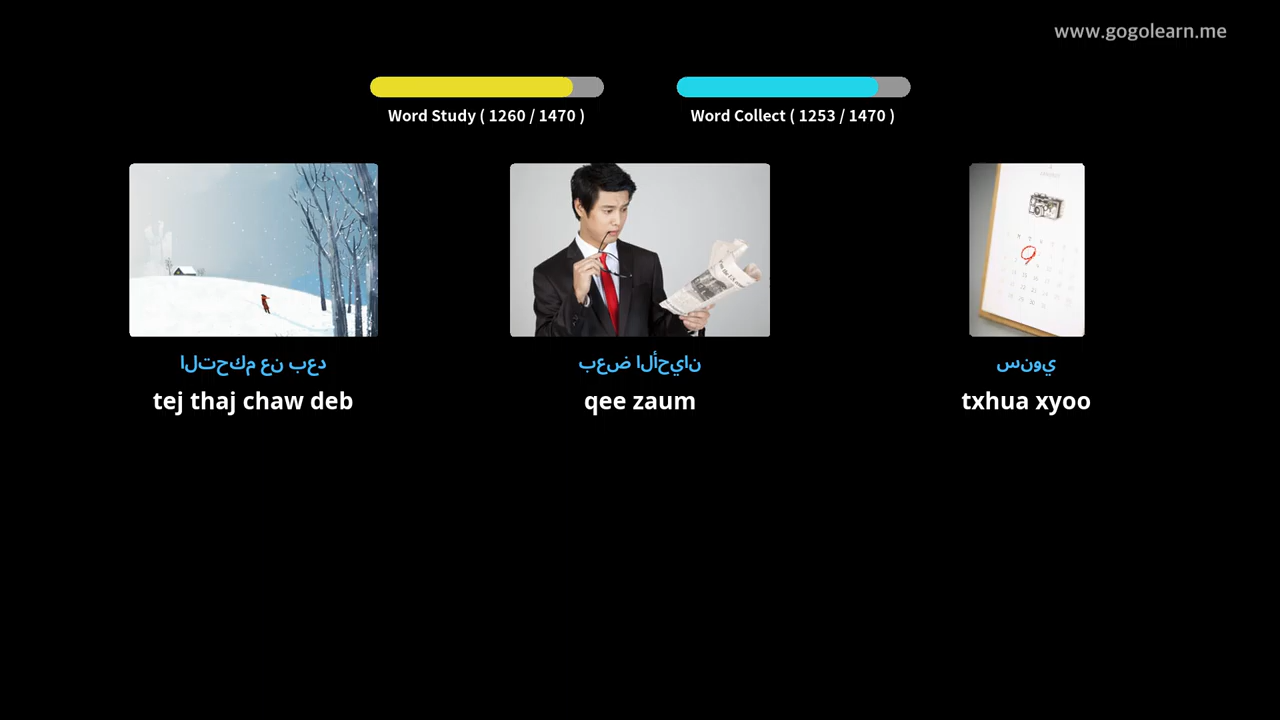 www.gogolearn.me
Word Study ( 1260 / 1470 )
Word Collect ( 1253 / 1470 )
التحكم عن بعد
tej thaj chaw deb
بعض الأحيان
qee zaum
سنوي
txhua xyoo